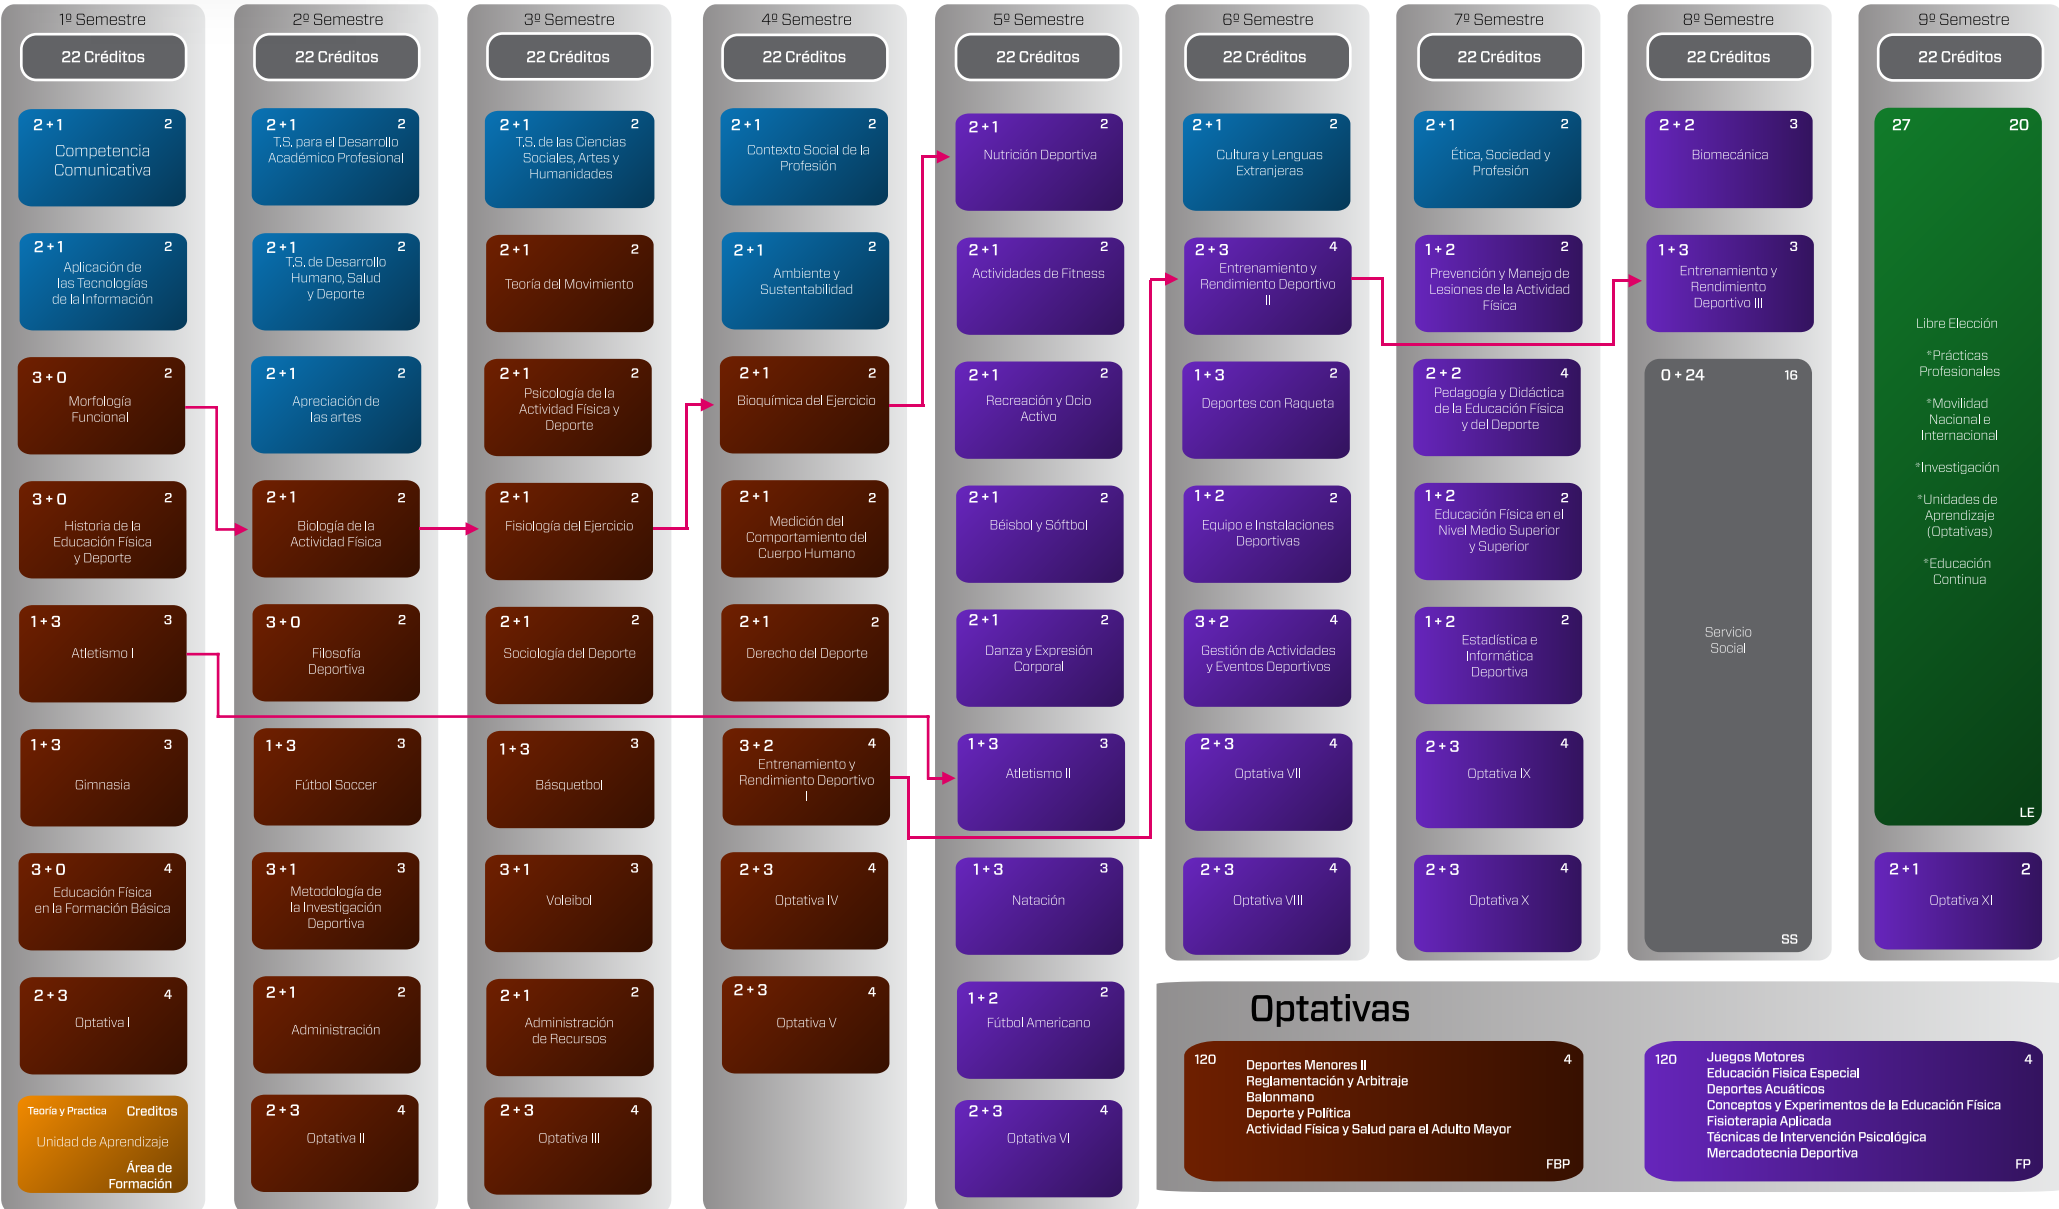 1º Semestre
22 Créditos
2 + 1 2
Competencia
Comunicativa
2 + 1 2
Aplicación de
las Tecnologías
de la Información
3 + 0 2
Morfología
Funcional
3 + 0 2
Historia de la
Educación Física
y Deporte
1 + 3 3
Atletismo I
1 + 3 3
Gimnasia
3 + 0 4
Educación Física
en la Formación Básica
2 + 3 4
Optativa I
Teoría y Practica Creditos
Unidad de Aprendizaje
Área de
Formación
2º Semestre
22 Créditos
2 + 1 2
T.S. para el Desarrollo
Académico Profesional
2 + 1 2
T.S. de Desarrollo
Humano, Salud
y Deporte
2 + 1 2
Apreciación de
las artes
2 + 1 2
Biología de la
Actividad Física
3 + 0 2
Filosofía
Deportiva
1 + 3 3
Fútbol Soccer
3 + 1 3
Metodología de
la Investigación
Deportiva
2 + 1 2
Administración
2 + 3 4
Optativa II
3º Semestre
22 Créditos
2 + 1 2
T.S. de las Ciencias
Sociales, Artes y
Humanidades
2 + 1 2
Teoría del Movimiento
2 + 1 2
Psicología de la
Actividad Física y
Deporte
2 + 1 2
Fisiología del Ejercicio
2 + 1 2
Sociología del Deporte
1 + 3 3
Básquetbol
3 + 1 3
Voleibol
2 + 1 2
Administración
de Recursos
2 + 3 4
Optativa III
4º Semestre
22 Créditos
2 + 1 2
Contexto Social de la
Profesión
2 + 1 2
Ambiente y
Sustentabilidad
2 + 1 2
Bioquímica del Ejercicio
2 + 1 2
Medición del
Comportamiento del
Cuerpo Humano
2 + 1 2
Derecho del Deporte
3 + 2 4
Entrenamiento y
Rendimiento Deportivo
I
2 + 3 4
Optativa IV
2 + 3 4
Optativa V
5º Semestre
22 Créditos
2 + 1 2
Nutrición Deportiva
2 + 1 2
Actividades de Fitness
2 + 1 2
Recreación y Ocio
Activo
2 + 1 2
Béisbol y Sóftbol
2 + 1 2
Danza y Expresión
Corporal
1 + 3 3
Atletismo II
1 + 3 3
Natación
1 + 2 2
Fútbol Americano
2 + 3 4
Optativa VI
6º Semestre
22 Créditos
2 + 1 2
Cultura y Lenguas
Extranjeras
2 + 3 4
Entrenamiento y
Rendimiento Deportivo
II
1 + 3 2
Deportes con Raqueta
1 + 2 2
Equipo e Instalaciones
Deportivas
3 + 2 4
Gestión de Actividades
y Eventos Deportivos
2 + 3 4
Optativa VII
2 + 3 4
Optativa VIII
7º Semestre
22 Créditos
2 + 1 2
Ética, Sociedad y
Profesión
1 + 2 2
Prevención y Manejo de
Lesiones de la Actividad
Física
2 + 2 4
Pedagogía y Didáctica
de la Educación Física
y del Deporte
1 + 2 2
Educación Física en el
Nivel Medio Superior
y Superior
1 + 2 2
Estadística e
Informática
Deportiva
2 + 3 4
Optativa IX
2 + 3 4
Optativa X
8º Semestre
22 Créditos
2 + 2 3
Biomecánica
1 + 3 3
Entrenamiento y
Rendimiento
Deportivo III
0 + 24 16
Servicio
Social
SS
9º Semestre
22 Créditos
27 20
Libre Elección
*Prácticas
Profesionales
*Movilidad
Nacional e
Internacional
*Investigación
*Unidades de
Aprendizaje
(Optativas)
*Educación
Continua
LE
2 + 1 2
Optativa XI
Optativas
120 4
Deportes Menores II
Reglamentación y Arbitraje
Balonmano
Deporte y Política
Actividad Física y Salud para el Adulto Mayor
FBP
120 4
Juegos Motores
Educación Fisica Especial
Deportes Acuáticos
Conceptos y Experimentos de la Educación Física
Fisioterapia Aplicada
Técnicas de Intervención Psicológica
Mercadotecnia Deportiva
FP